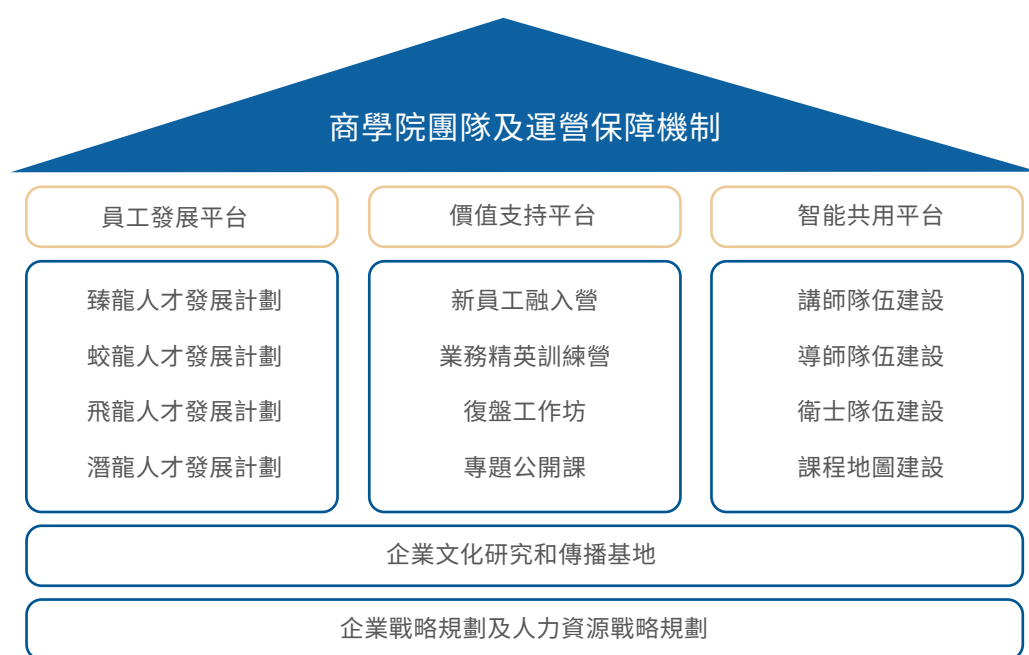 商學院團隊及運營保障機制
員工發展平台
價值支持平台
智能共用平台
臻龍人才發展計劃
蛟龍人才發展計劃
飛龍人才發展計劃
潛龍人才發展計劃
新員工融入營
業務精英訓練營
復盤工作坊
專題公開課
講師隊伍建設
導師隊伍建設
衛士隊伍建設
課程地圖建設
企業文化研究和傳播基地
企業戰略規劃及人力資源戰略規劃